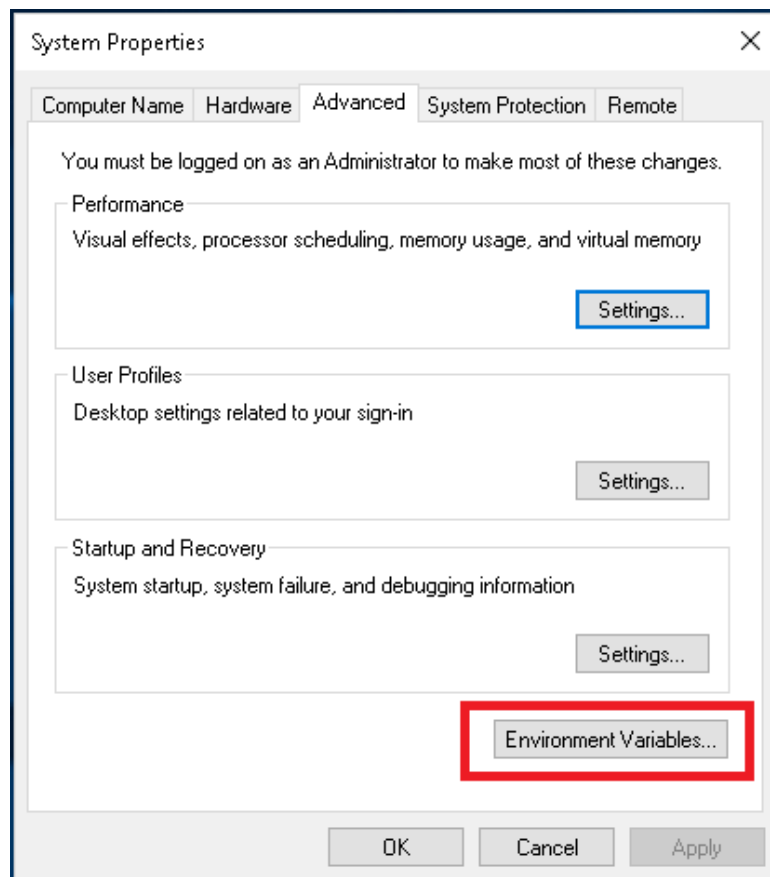 System Properties
Computer Name Hardware Advanced System Protection Remote
You must be logged on as an Administrator to make most of these changes.
Performance
Visual effects, processor scheduling, memory usage, and virtual memory
Settings...
User Profiles
Desktop settings related to your sign-in
Settings...
Startup and Recovery
System startup, system failure, and debugging information
Settings...
Environment Variables...
OK Cancel Apply